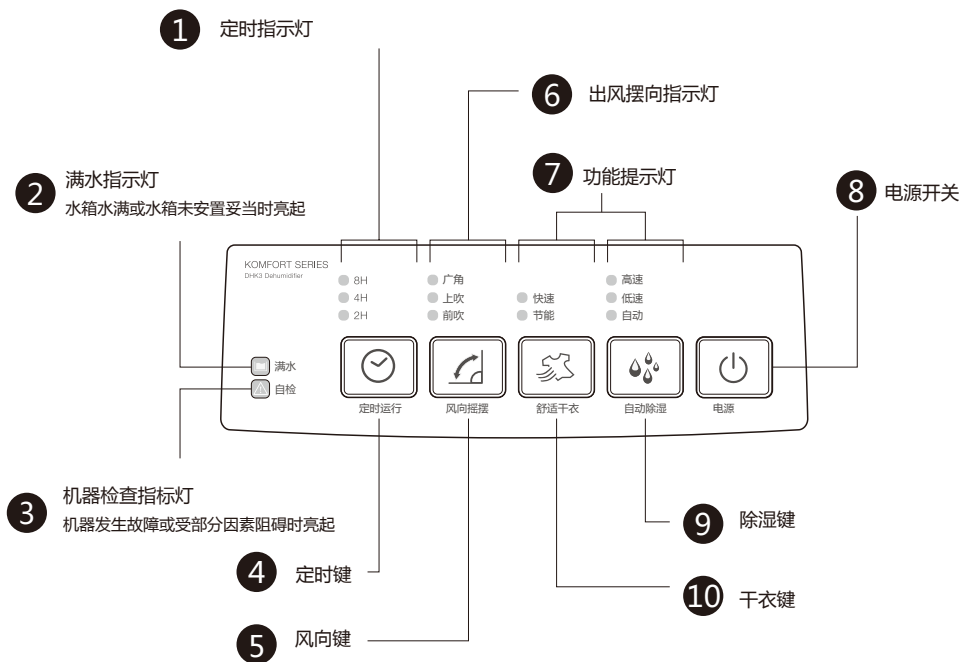 1 定时指示灯
6 出风摆向指示灯
7 功能提示灯
8 电源开关
2 满水指示灯
水箱水满或水箱未安置妥当时亮起
KOMFORT SERIES
DHK3 Dehumidifier
8H
4H
2H
广角
上吹
前吹
快速
节能
高速
低速
自动
满水
自检
定时运行
风向摇摆
舒适干衣
自动除湿
电源
3 机器检查指标灯
机器发生故障或受部分因素阻碍时亮起
4 定时键
5 风向键
9 除湿键
10 干衣键